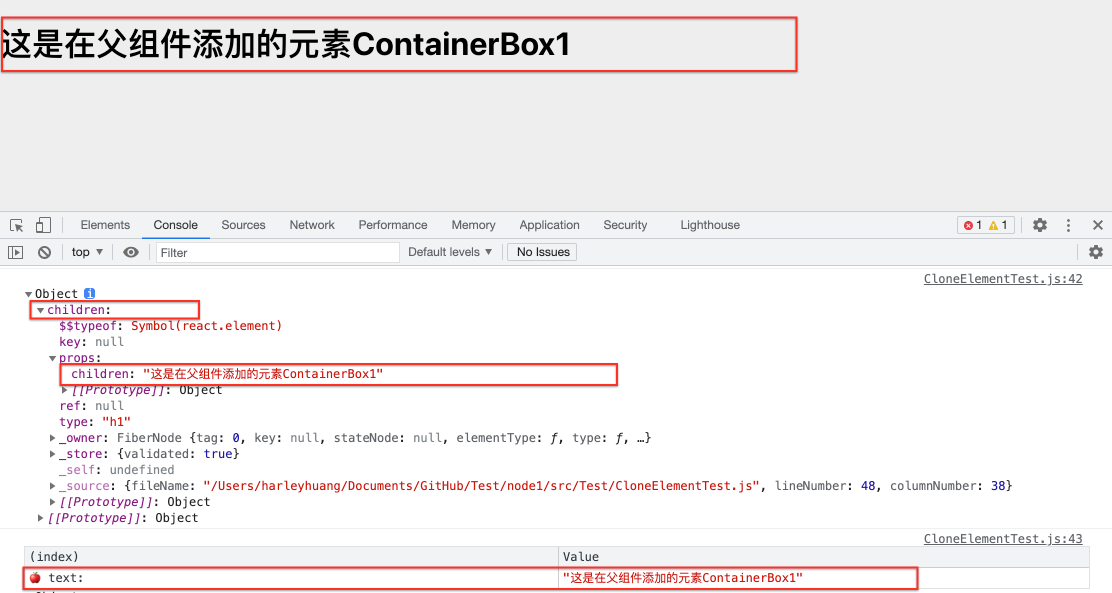 这是在父组件添加的元素ContainerBox1
Elements Console Sources Network Performance Memory Application Security Lighthouse 1 1
top Filter Default levels No Issues
CloneElementTest.js:42
Object i
children:
$$typeof: Symbol(react.element)
key: null
props:
children: "这是在父组件添加的元素ContainerBox1"
[[Prototype]]: Object
ref: null
type: "h1"
_owner: FiberNode {tag: 0, key: null, stateNode: null, elementType: ƒ, type: ƒ, …}
_store: {validated: true}
_self: undefined
_source: {fileName: "/Users/harleyhuang/Documents/GitHub/Test/node1/src/Test/CloneElementTest.js", lineNumber: 48, columnNumber: 38}
[[Prototype]]: Object
[[Prototype]]: Object
CloneElementTest.js:43
(index) Value
🍎 text: "这是在父组件添加的元素ContainerBox1"